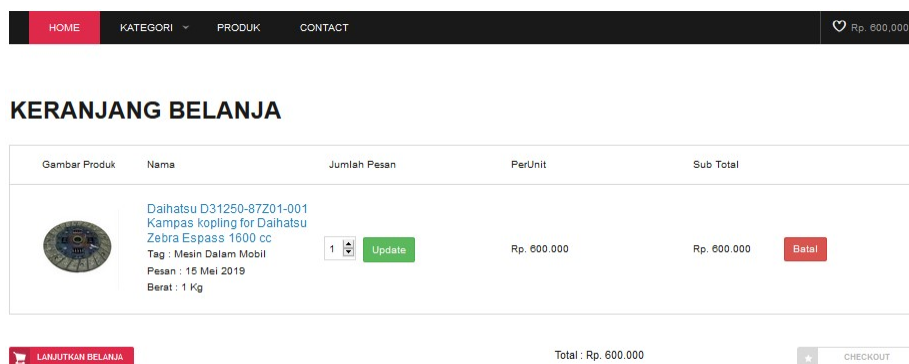 HOME KATEGORI PRODUK CONTACT Rp. 600,000
KERANJANG BELANJA
Gambar Produk Nama Jumlah Pesan PerUnit Sub Total
Daihatsu D31250-87Z01-001
Kampas kopling for Daihatsu
Zebra Espass 1600 cc
Tag : Mesin Dalam Mobil
Pesan : 15 Mei 2019
Berat : 1 Kg
1 Update Rp. 600.000 Rp. 600.000 Batal
LANJUTKAN BELANJA Total : Rp. 600.000 CHECKOUT